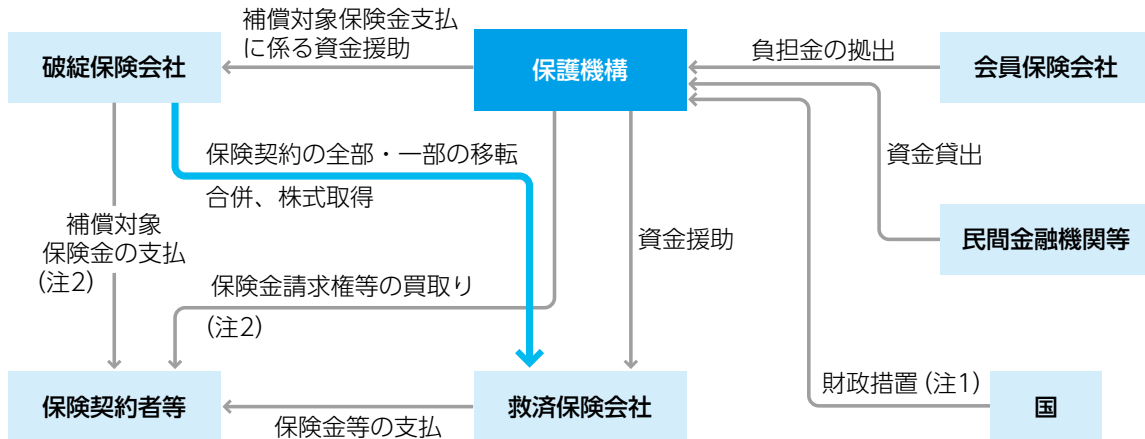 補償対象保険金支払
に係る資金援助
破綻保険会社
保護機構
負担金の拠出
会員保険会社
保険契約の全部・一部の移転
合併、株式取得
資金貸出
補償対象
保険金の支払
(注2)
資金援助
民間金融機関等
保険金請求権等の買取り
(注2)
保険契約者等
保険金等の支払
救済保険会社
財政措置 (注1)
国